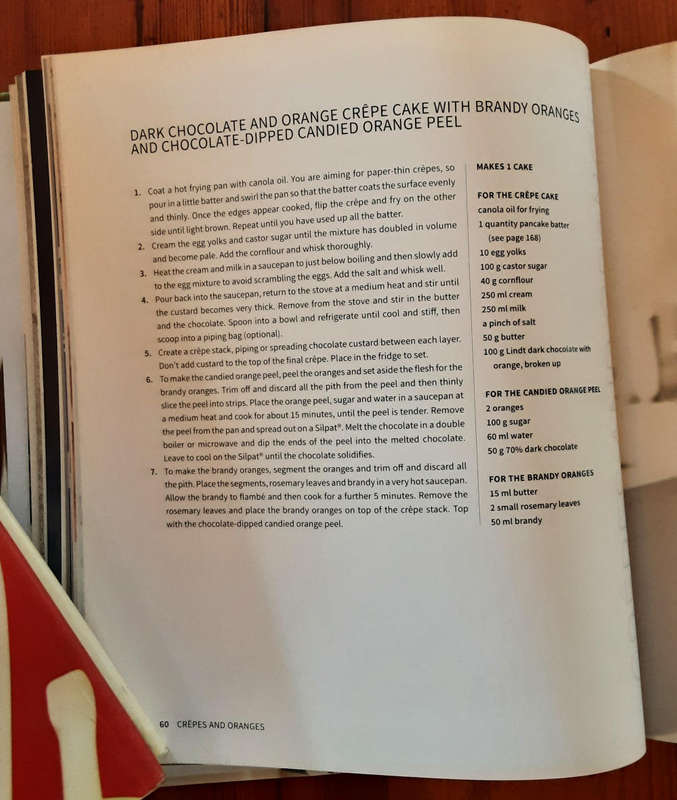 DARK CHOCOLATE AND ORANGE CRÊPE CAKE WITH BRANDY ORANGES
AND CHOCOLATE-DIPPED CANDIED ORANGE PEEL
1. Coat a hot frying pan with canola oil. You are aiming for paper-thin crêpes, so
pour in a little batter and swirl the pan so that the batter coats the surface evenly
and thinly. Once the edges appear cooked, flip the crêpe and fry on the other
side until light brown. Repeat until you have used up all the batter.
2. Cream the egg yolks and castor sugar until the mixture has doubled in volume
and become pale. Add the cornflour and whisk thoroughly.
3. Heat the cream and milk in a saucepan to just below boiling and then slowly add
to the egg mixture to avoid scrambling the eggs. Add the salt and whisk well.
4. Pour back into the saucepan, return to the stove at a medium heat and stir until
the custard becomes very thick. Remove from the stove and stir in the butter
and the chocolate. Spoon into a bowl and refrigerate until cool and stiff, then
scoop into a piping bag (optional).
5. Create a crêpe stack, piping or spreading chocolate custard between each layer.
Don't add custard to the top of the final crêpe. Place in the fridge to set.
6. To make the candied orange peel, peel the oranges and set aside the flesh for the
brandy oranges. Trim off and discard all the pith from the peel and then thinly
slice the peel into strips. Place the orange peel, sugar and water in a saucepan at
a medium heat and cook for about 15 minutes, until the peel is tender. Remove
the peel from the pan and spread out on a Silpat®. Melt the chocolate in a double
boiler or microwave and dip the ends of the peel into the melted chocolate.
Leave to cool on the Silpat® until the chocolate solidifies.
7. To make the brandy oranges, segment the oranges and trim off and discard all
the pith. Place the segments, rosemary leaves and brandy in a very hot saucepan.
Allow the brandy to flambé and then cook for a further 5 minutes. Remove the
rosemary leaves and place the brandy oranges on top of the crêpe stack. Top
with the chocolate-dipped candied orange peel.
MAKES 1 CAKE
FOR THE CRÊPE CAKE
canola oil for frying
1 quantity pancake batter
(see page 168)
10 egg yolks
100 g castor sugar
40 g cornflour
250 ml cream
250 ml milk
a pinch of salt
50 g butter
100 g Lindt dark chocolate with
orange, broken up
FOR THE CANDIED ORANGE PEEL
2 oranges
100 g sugar
60 ml water
50 g 70% dark chocolate
FOR THE BRANDY ORANGES
15 ml butter
2 small rosemary leaves
50 ml brandy
60 CRÊPES AND ORANGES